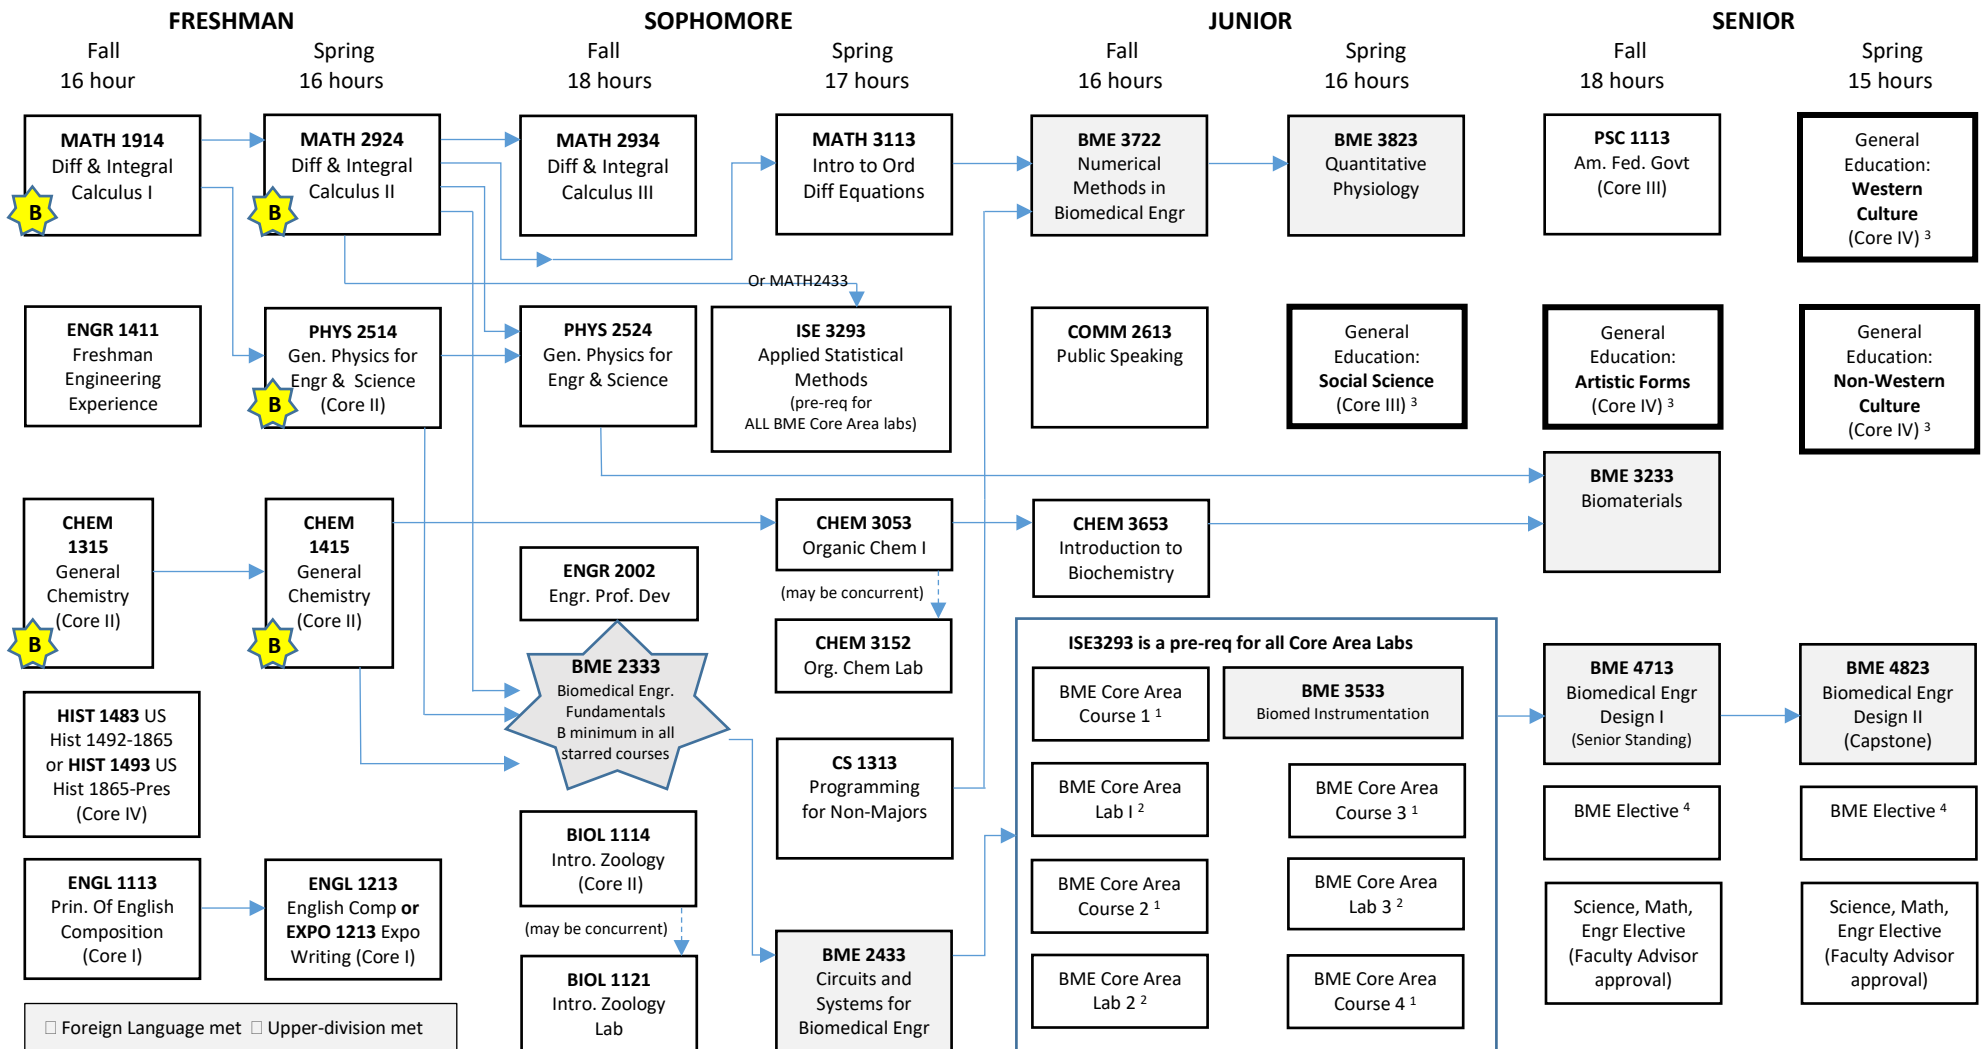 FRESHMAN
SOPHOMORE
JUNIOR
SENIOR
Fall
16 hour
Spring
16 hours
Fall
18 hours
Spring
17 hours
Fall
16 hours
Spring
16 hours
Fall
18 hours
Spring
15 hours
MATH 1914
Diff & Integral
Calculus I
B
MATH 2924
Diff & Integral
Calculus II
B
MATH 2934
Diff & Integral
Calculus III
MATH 3113
Intro to Ord
Diff Equations
BME 3722
Numerical
Methods in
Biomedical Engr
BME 3823
Quantitative
Physiology
PSC 1113
Am. Fed. Govt
(Core III)
General
Education:
Western
Culture
(Core IV) 3
Or MATH2433
ENGR 1411
Freshman
Engineering
Experience
PHYS 2514
Gen. Physics for
Engr & Science
(Core II)
B
PHYS 2524
Gen. Physics for
Engr & Science
ISE 3293
Applied Statistical
Methods
(pre-req for
ALL BME Core Area labs)
COMM 2613
Public Speaking
General
Education:
Social Science
(Core III) 3
General
Education:
Artistic Forms
(Core IV) 3
General
Education:
Non-Western
Culture
(Core IV) 3
BME 3233
Biomaterials
CHEM
1315
General
Chemistry
(Core II)
B
CHEM
1415
General
Chemistry
(Core II)
B
ENGR 2002
Engr. Prof. Dev
CHEM 3053
Organic Chem I
(may be concurrent)
CHEM 3152
Org. Chem Lab
CHEM 3653
Introduction to
Biochemistry
BME 2333
Biomedical Engr.
Fundamentals
B minimum in all
starred courses
ISE3293 is a pre-req for all Core Area Labs
BME Core Area
Course 1 1
BME 3533
Biomed Instrumentation
BME 4713
Biomedical Engr
Design I
(Senior Standing)
BME 4823
Biomedical Engr
Design II
(Capstone)
HIST 1483 US
Hist 1492-1865
or HIST 1493 US
Hist 1865-Pres
(Core IV)
CS 1313
Programming
for Non-Majors
BME Core Area
Lab I 2
BME Core Area
Course 3 1
BME Elective 4
BME Elective 4
BIOL 1114
Intro. Zoology
(Core II)
(may be concurrent)
BIOL 1121
Intro. Zoology
Lab
ENGL 1113
Prin. Of English
Composition
(Core I)
ENGL 1213
English Comp or
EXPO 1213 Expo
Writing (Core I)
BME 2433
Circuits and
Systems for
Biomedical Engr
BME Core Area
Course 2 1
BME Core Area
Lab 3 2
BME Core Area
Lab 2 2
BME Core Area
Course 4 1
Science, Math,
Engr Elective
(Faculty Advisor
approval)
Science, Math,
Engr Elective
(Faculty Advisor
approval)
□ Foreign Language met □ Upper-division met